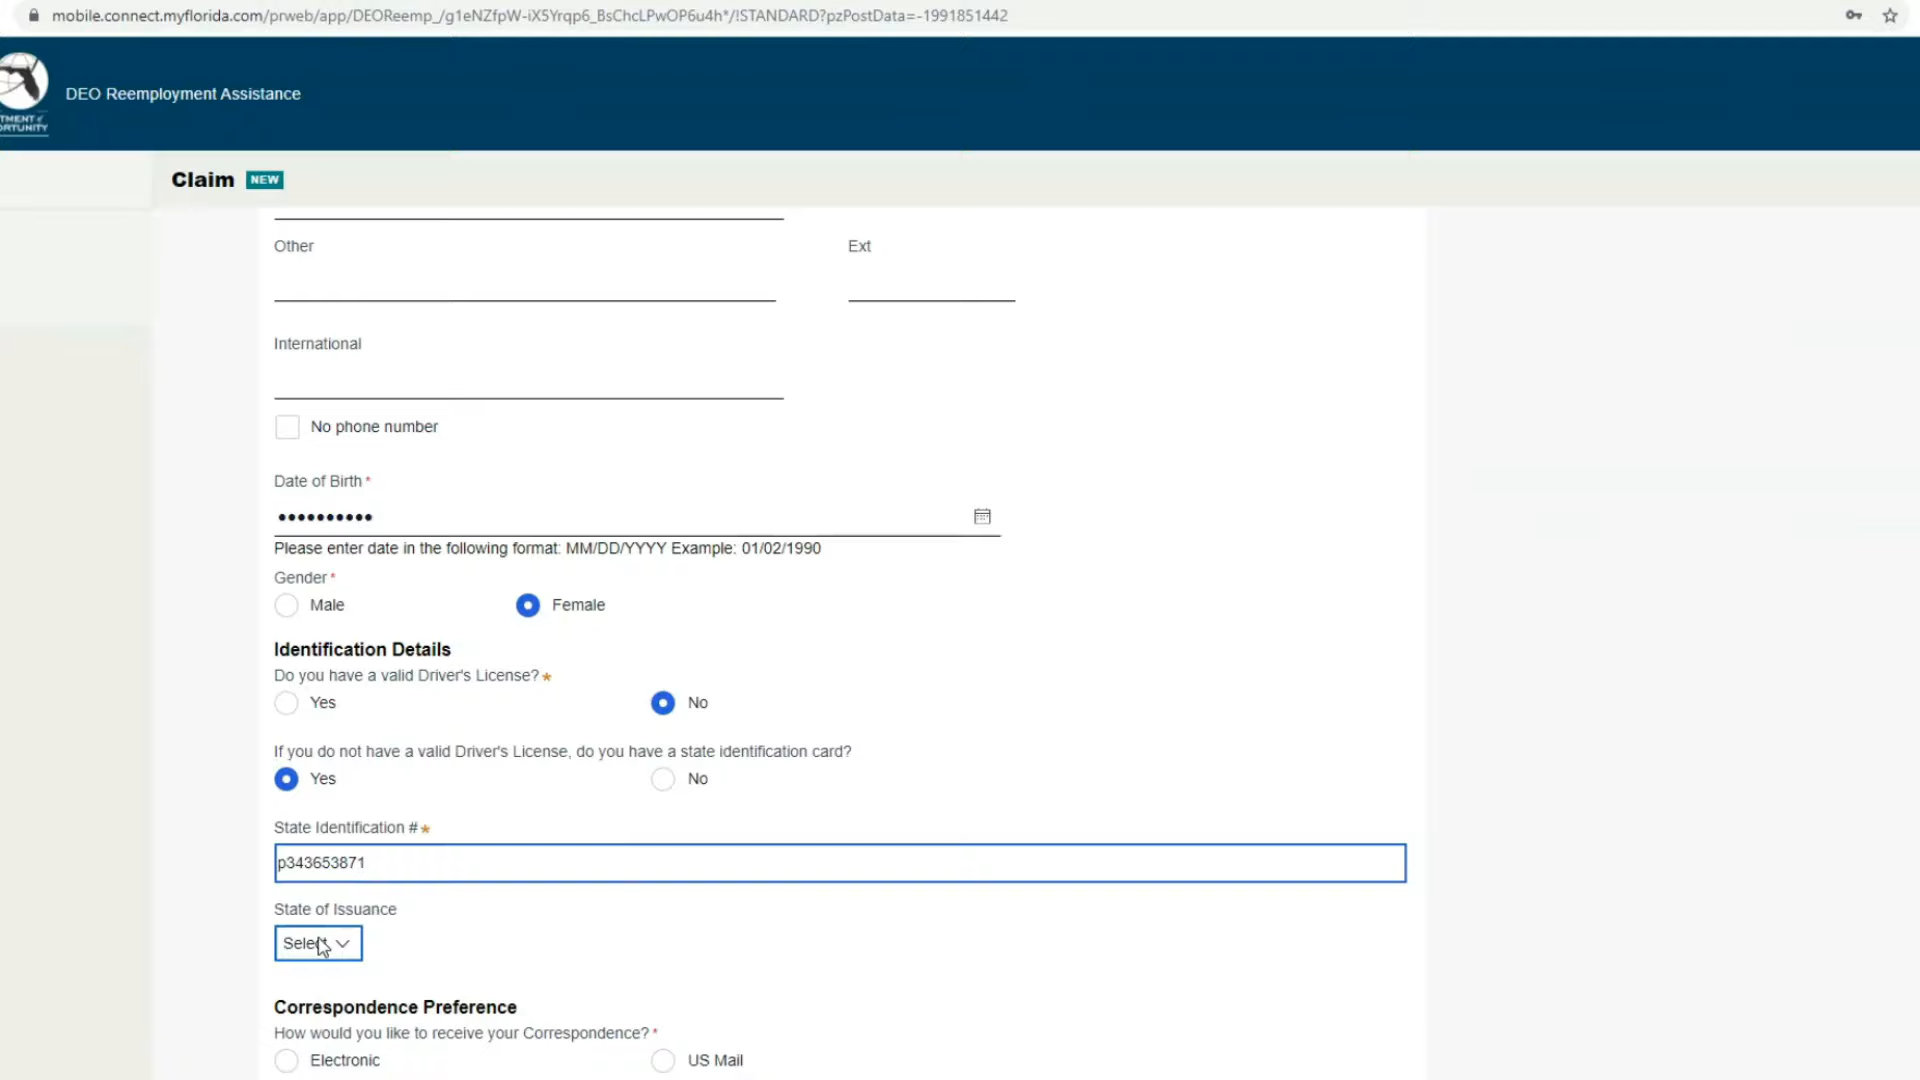 mobile.connect.myflorida.com/prweb/app/DEOReemp_/g1eNZfpW-iX5Yrqp6_BsChcLPwOP6u4h*/!STANDARD?pzPostData=-1991851442
DEO Reemployment Assistance
TMENT of
ORTUNITY
Claim NEW
Other Ext
International
No phone number
Date of Birth *
••••••••••
Please enter date in the following format: MM/DD/YYYY Example: 01/02/1990
Gender *
Male Female
Identification Details
Do you have a valid Driver's License? *
Yes No
If you do not have a valid Driver's License, do you have a state identification card?
Yes No
State Identification # *
p343653871
State of Issuance
Select
Correspondence Preference
How would you like to receive your Correspondence? *
Electronic US Mail